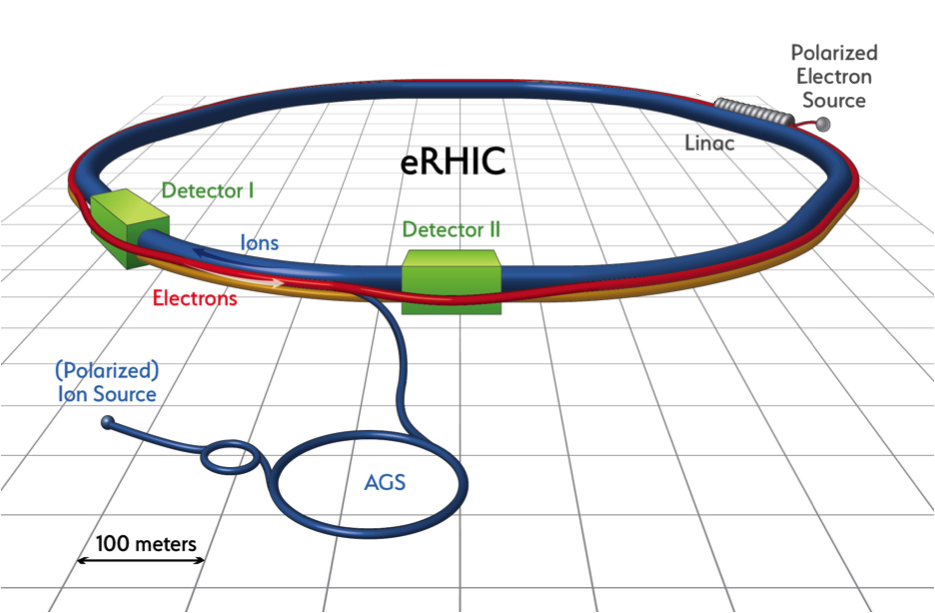 Polarized
Electron
Source
Linac
eRHIC
Detector I
Detector II
Ions
Electrons
(Polarized)
Ion Source
AGS
100 meters